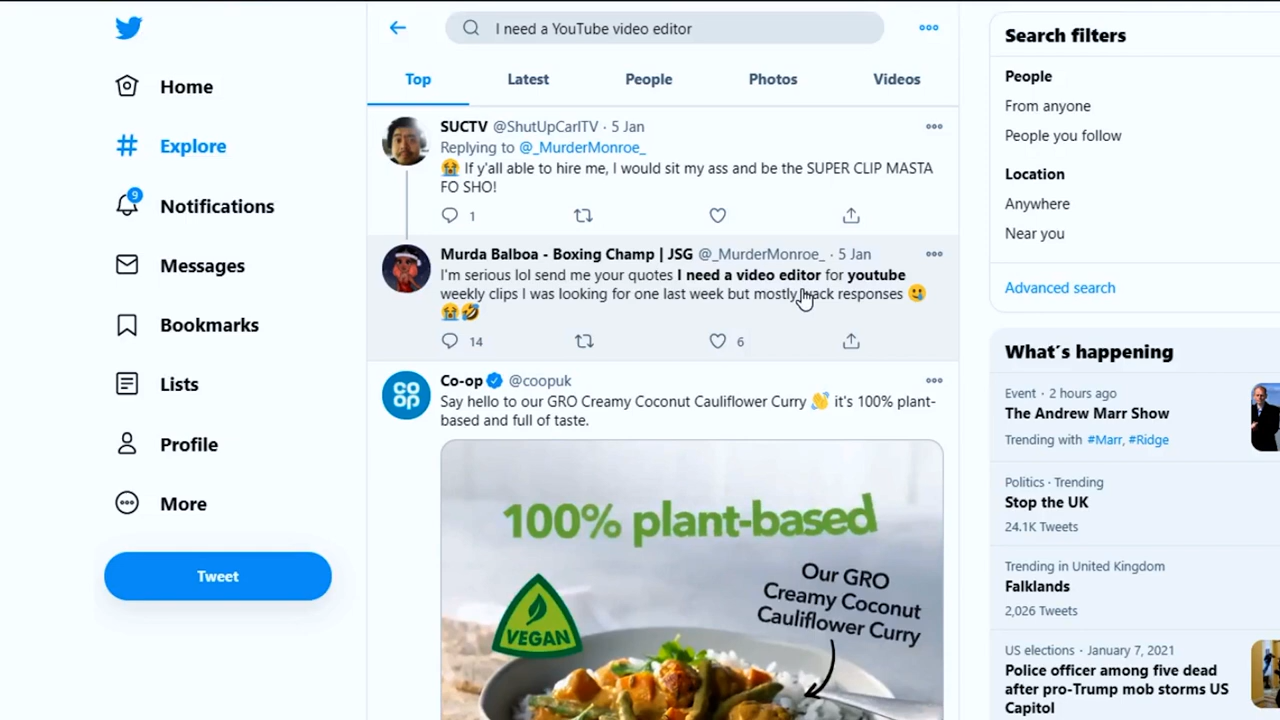 Home
Explore
9
Notifications
Messages
Bookmarks
Lists
Profile
More
Tweet
I need a YouTube video editor
Top
Latest
People
Photos
Videos
SUCTV @ShutUpCarlTV · 5 Jan
Replying to @_MurderMonroe_
😭 If y'all able to hire me, I would sit my ass and be the SUPER CLIP MASTA
FO SHO!
1
Murda Balboa - Boxing Champ | JSG @_MurderMonroe_ · 5 Jan
I'm serious lol send me your quotes I need a video editor for youtube
weekly clips I was looking for one last week but mostly wack responses 🥲
😭🤣
14
6
Co-op @coopuk
Say hello to our GRO Creamy Coconut Cauliflower Curry 👋 it's 100% plant-
based and full of taste.
CO
OP
100% plant-based
VEGAN
Our GRO
Creamy Coconut
Cauliflower Curry
Search filters
People
From anyone
People you follow
Location
Anywhere
Near you
Advanced search
What's happening
Event · 2 hours ago
The Andrew Marr Show
Trending with #Marr, #Ridge
Politics · Trending
Stop the UK
24.1K Tweets
Trending in United Kingdom
Falklands
2,026 Tweets
US elections · January 7, 2021
Police officer among five dead
after pro-Trump mob storms US
Capitol